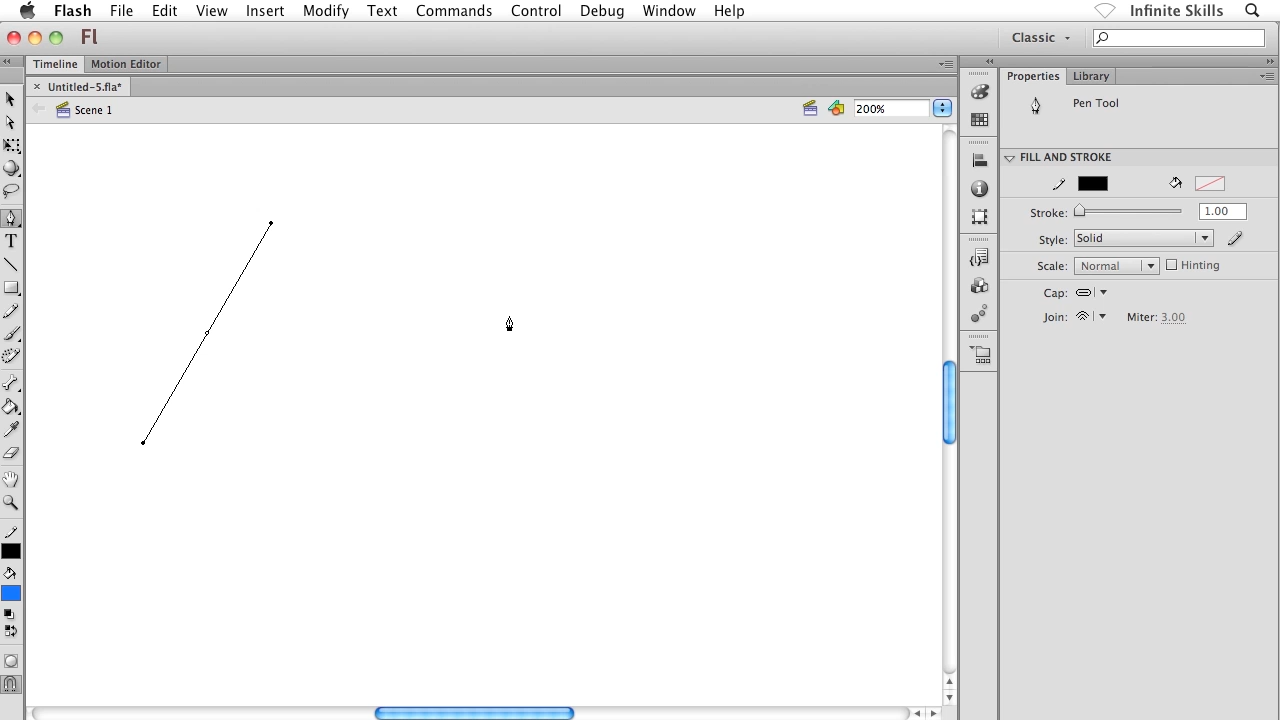 Flash File Edit View Insert Modify Text Commands Control Debug Window Help Infinite Skills
Fl Classic
Timeline Motion Editor
Properties Library
Untitled-5.fla*
Scene 1 200%
Pen Tool
FILL AND STROKE
Stroke: 1.00
Style: Solid
Scale: Normal Hinting
Cap:
Join: Miter: 3.00
T